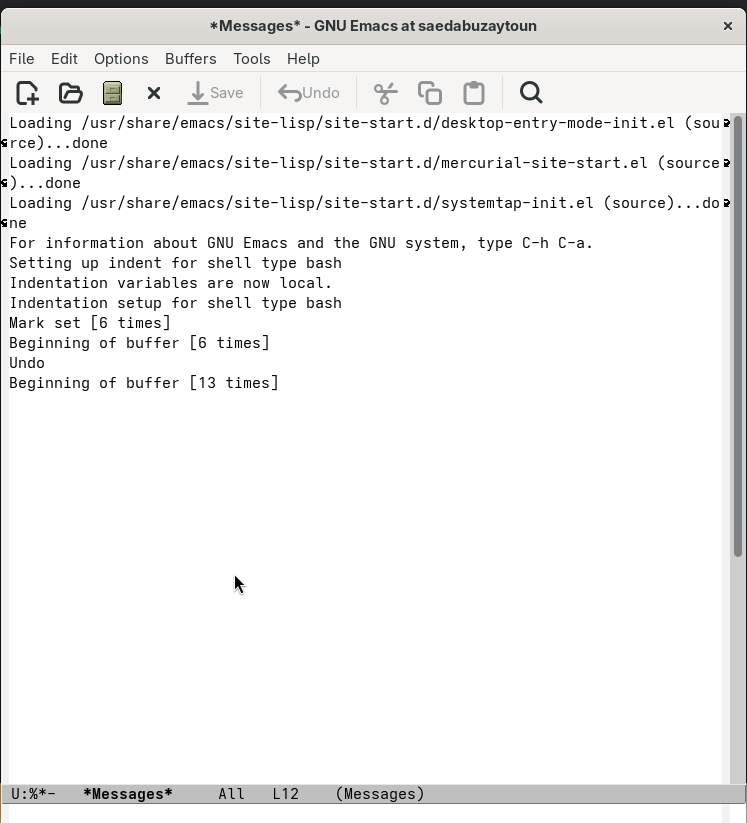 *Messages* - GNU Emacs at saedabuzaytoun
File Edit Options Buffers Tools Help
Save Undo
Loading /usr/share/emacs/site-lisp/site-start.d/desktop-entry-mode-init.el (sou
rce)...done
Loading /usr/share/emacs/site-lisp/site-start.d/mercurial-site-start.el (source
)...done
Loading /usr/share/emacs/site-lisp/site-start.d/systemtap-init.el (source)...do
ne
For information about GNU Emacs and the GNU system, type C-h C-a.
Setting up indent for shell type bash
Indentation variables are now local.
Indentation setup for shell type bash
Mark set [6 times]
Beginning of buffer [6 times]
Undo
Beginning of buffer [13 times]
U:%*-  *Messages*  All  L12  (Messages)